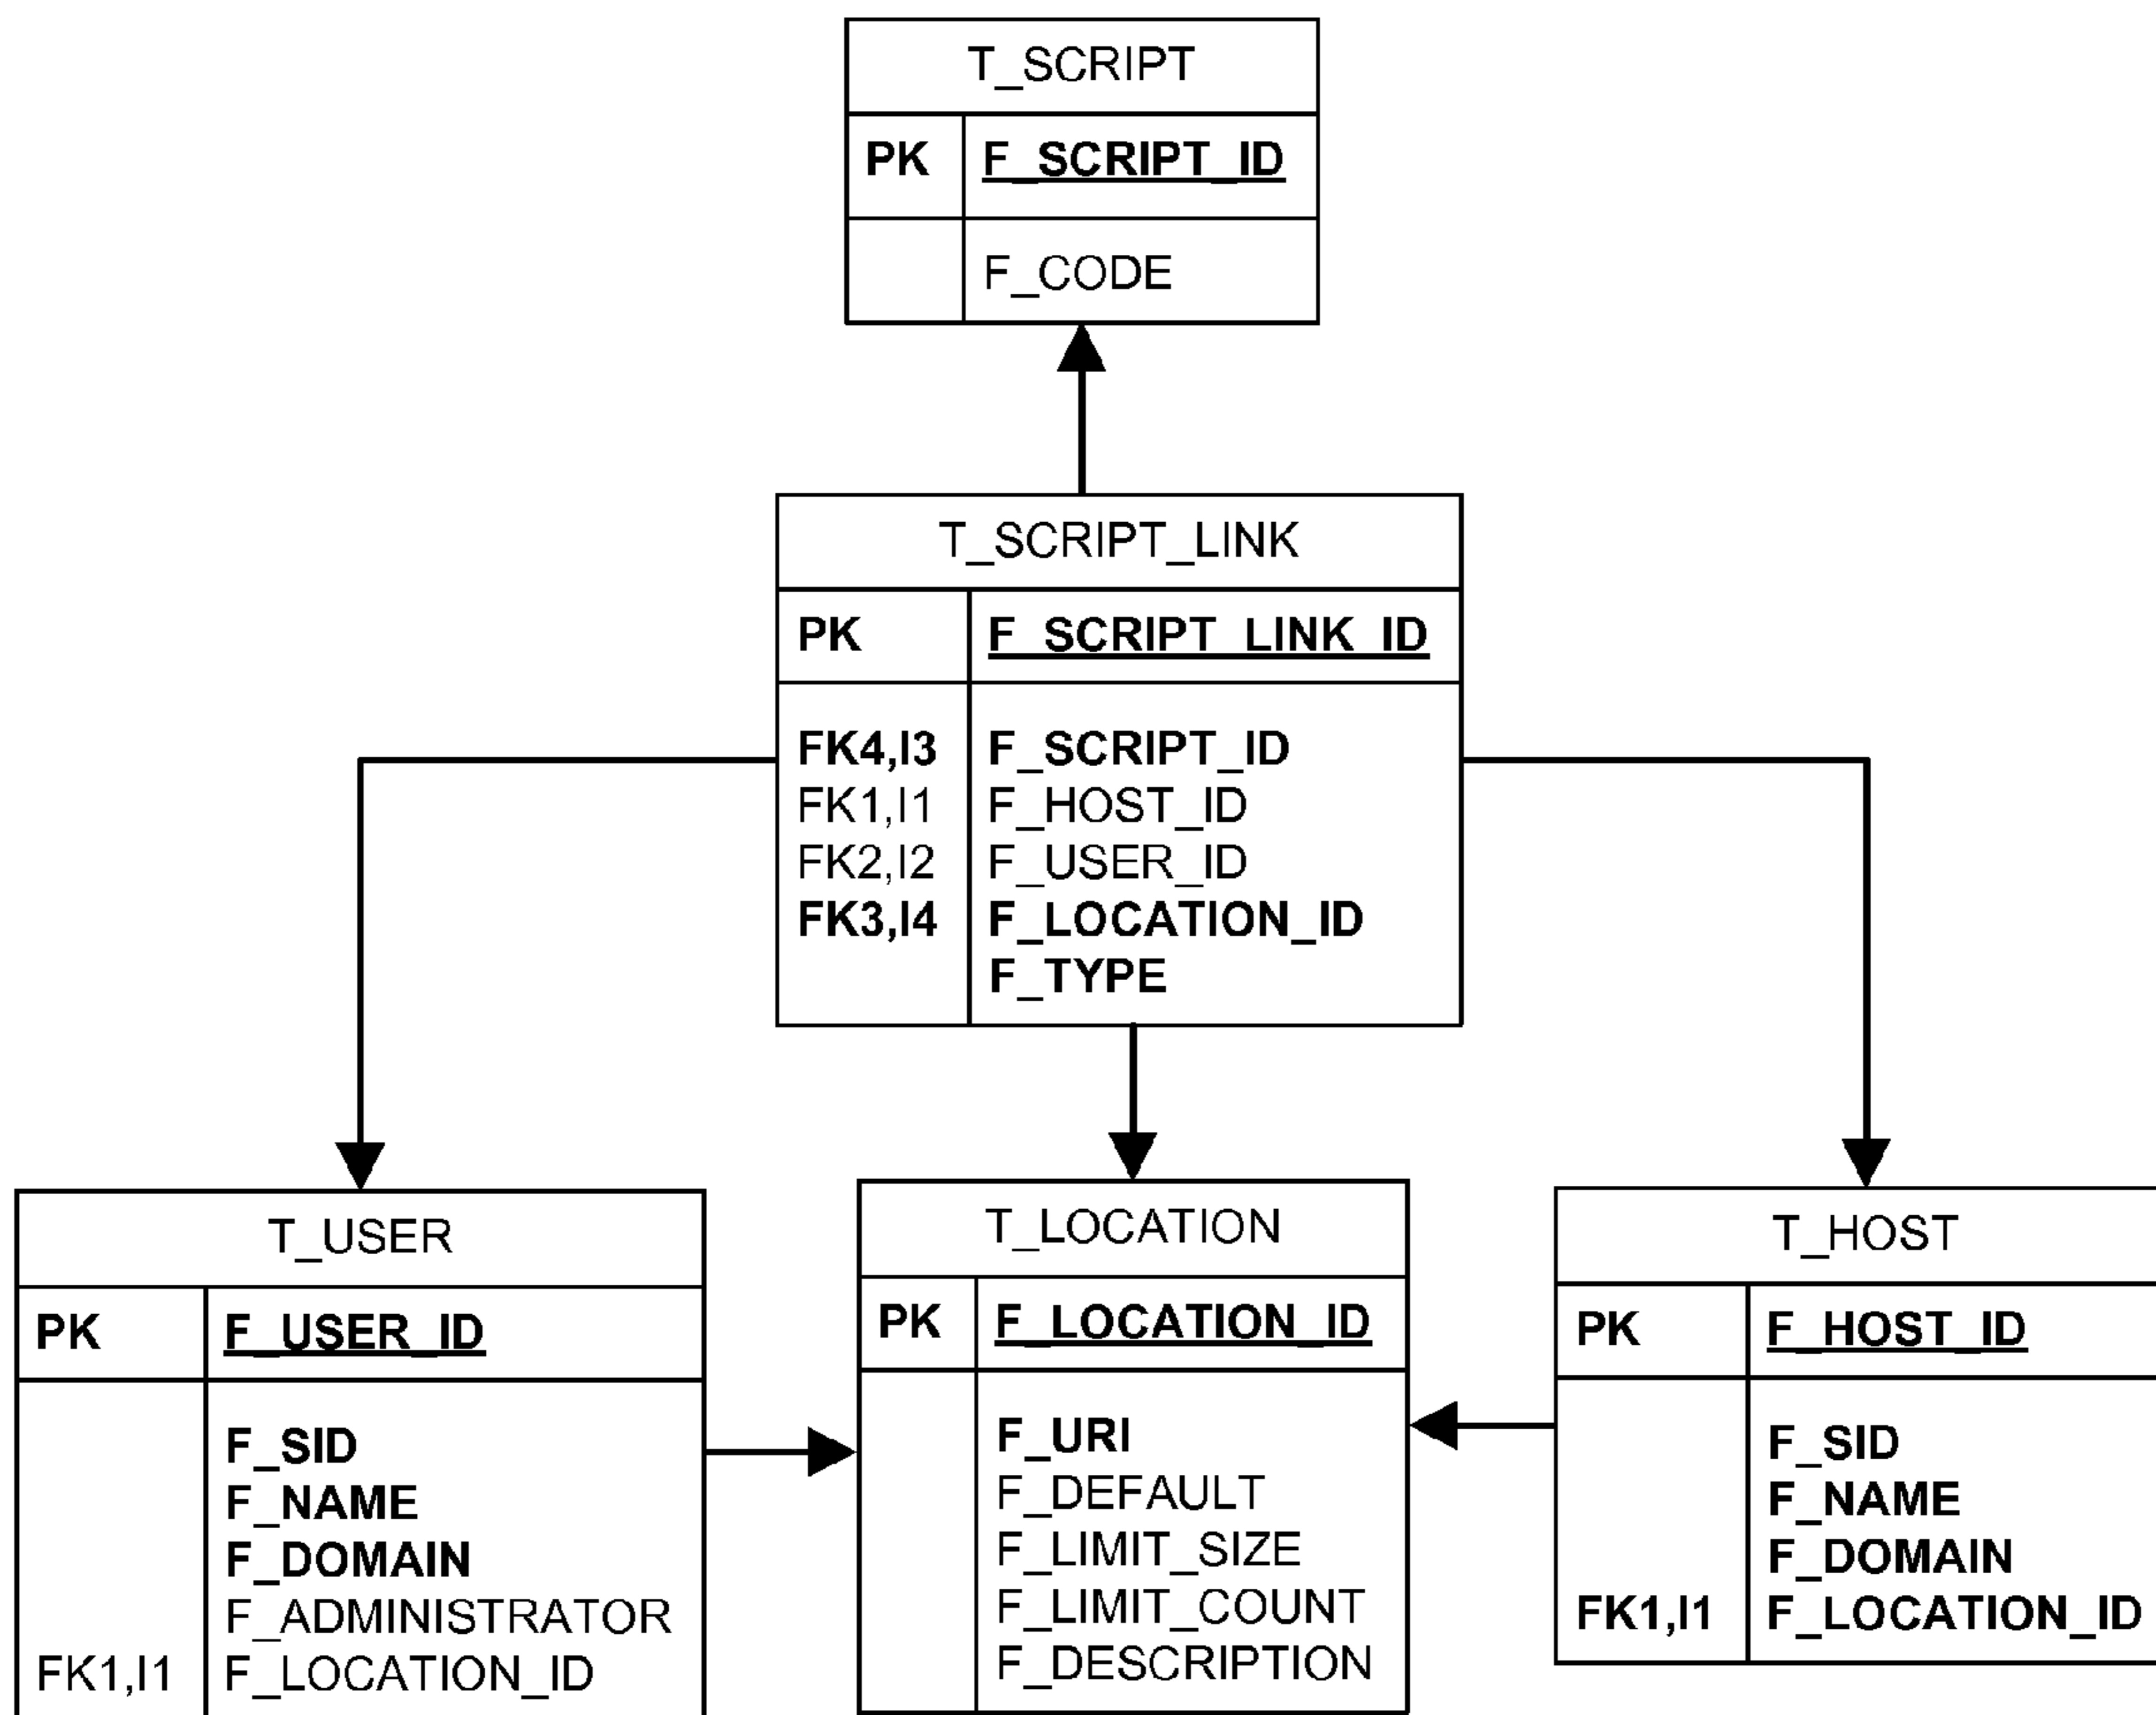 T_SCRIPT
PK F_SCRIPT_ID
F_CODE
T_SCRIPT_LINK
PK F_SCRIPT_LINK_ID
FK4,I3 F_SCRIPT_ID
FK1,I1 F_HOST_ID
FK2,I2 F_USER_ID
FK3,I4 F_LOCATION_ID
F_TYPE
T_USER
PK F_USER_ID
F_SID
F_NAME
F_DOMAIN
F_ADMINISTRATOR
FK1,I1 F_LOCATION_ID
T_LOCATION
PK F_LOCATION_ID
F_URI
F_DEFAULT
F_LIMIT_SIZE
F_LIMIT_COUNT
F_DESCRIPTION
T_HOST
PK F_HOST_ID
F_SID
F_NAME
F_DOMAIN
FK1,I1 F_LOCATION_ID